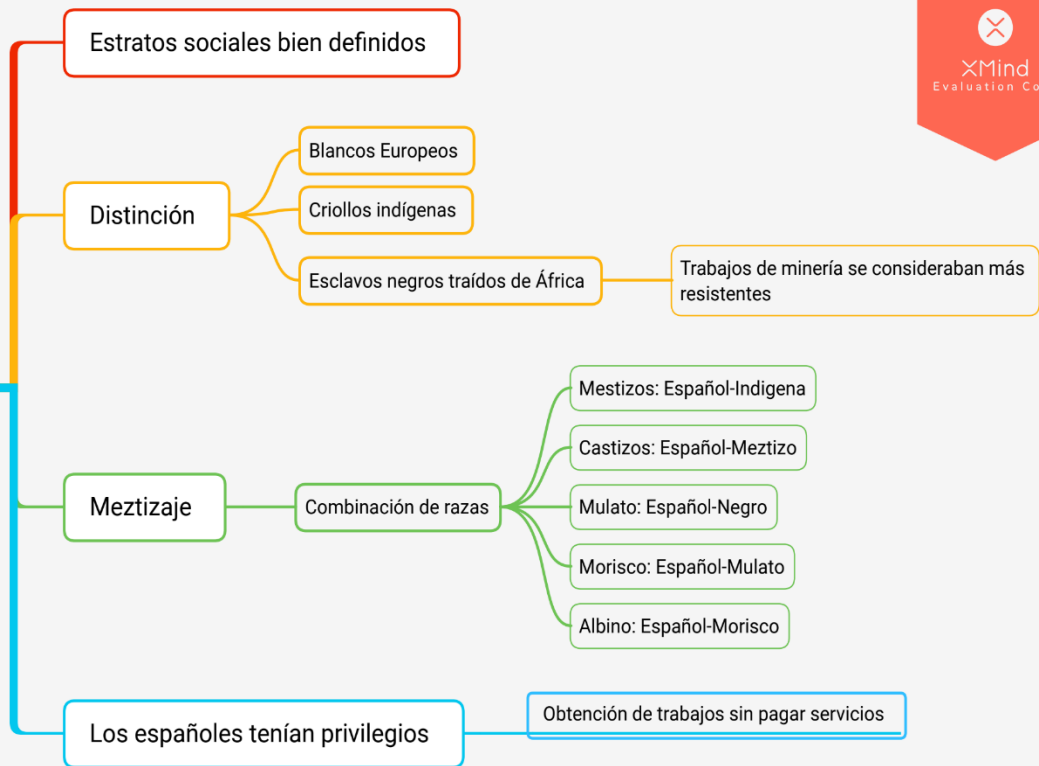 Estratos sociales bien definidos
XMind
Evaluation Co
Distinción
Blancos Europeos
Criollos indígenas
Esclavos negros traídos de África
Trabajos de minería se consideraban más
resistentes
Meztizaje
Combinación de razas
Mestizos: Español-Indigena
Castizos: Español-Meztizo
Mulato: Español-Negro
Morisco: Español-Mulato
Albino: Español-Morisco
Los españoles tenían privilegios
Obtención de trabajos sin pagar servicios